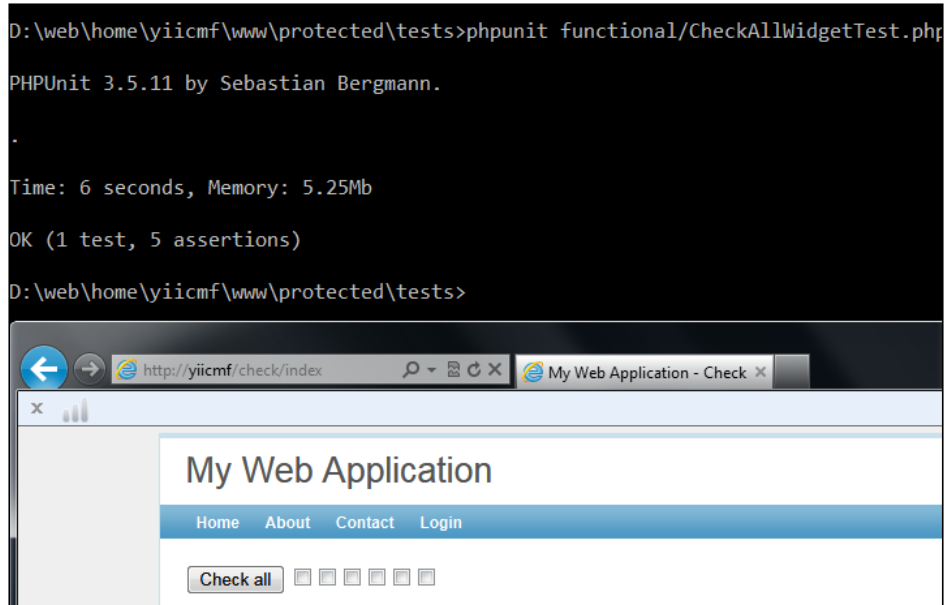 D:\web\home\yiicmf\www\protected\tests>phpunit functional/CheckAllWidgetTest.php
PHPUnit 3.5.11 by Sebastian Bergmann.
.
Time: 6 seconds, Memory: 5.25Mb
OK (1 test, 5 assertions)
D:\web\home\yiicmf\www\protected\tests>
http://yiicmf/check/index My Web Application - Check
x
My Web Application
Home About Contact Login
Check all